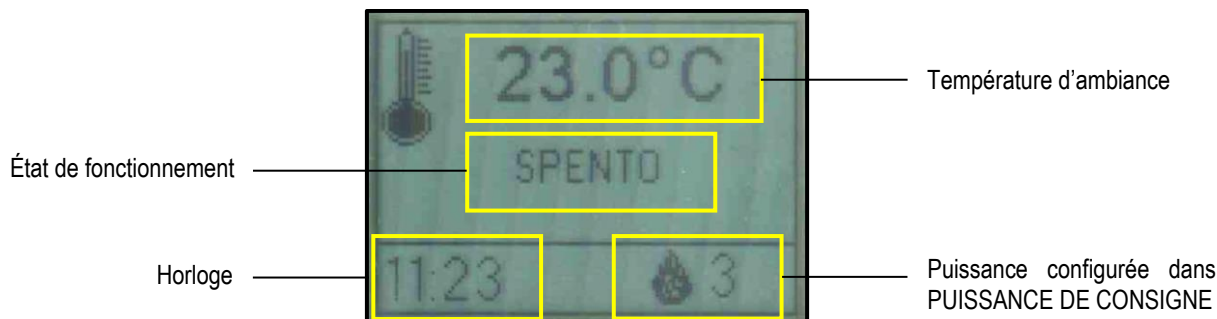 23.0°C
Température d’ambiance
État de fonctionnement
SPENTO
Horloge
11:23
3
Puissance configurée dans
PUISSANCE DE CONSIGNE